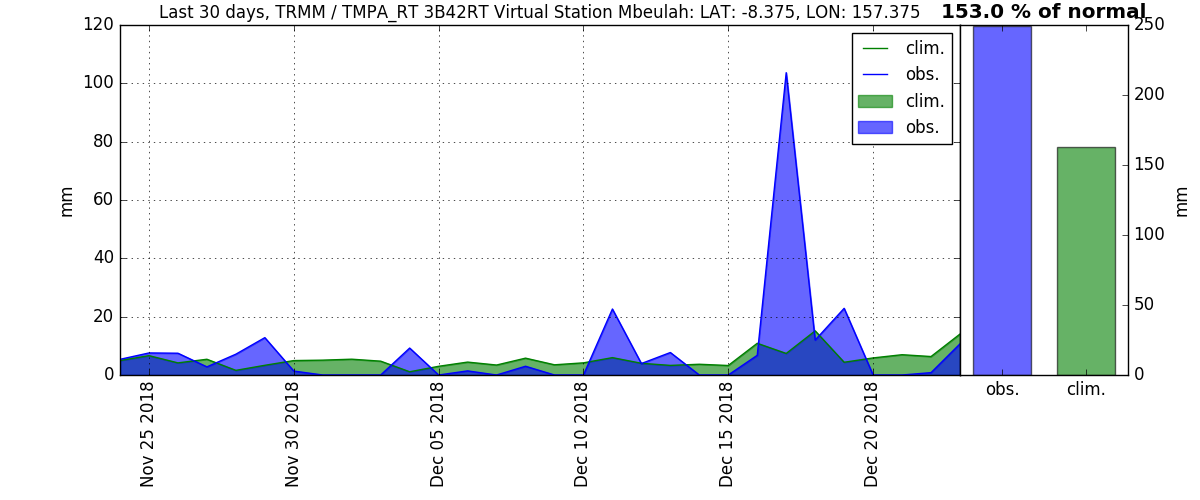 Last 30 days, TRMM / TMPA_RT 3B42RT Virtual Station Mbeulah: LAT: -8.375, LON: 157.375
153.0 % of normal
120
100
80
60
40
20
0
mm
clim.
obs.
clim.
obs.
Nov 25 2018
Nov 30 2018
Dec 05 2018
Dec 10 2018
Dec 15 2018
Dec 20 2018
250
200
150
100
50
0
mm
obs.
clim.